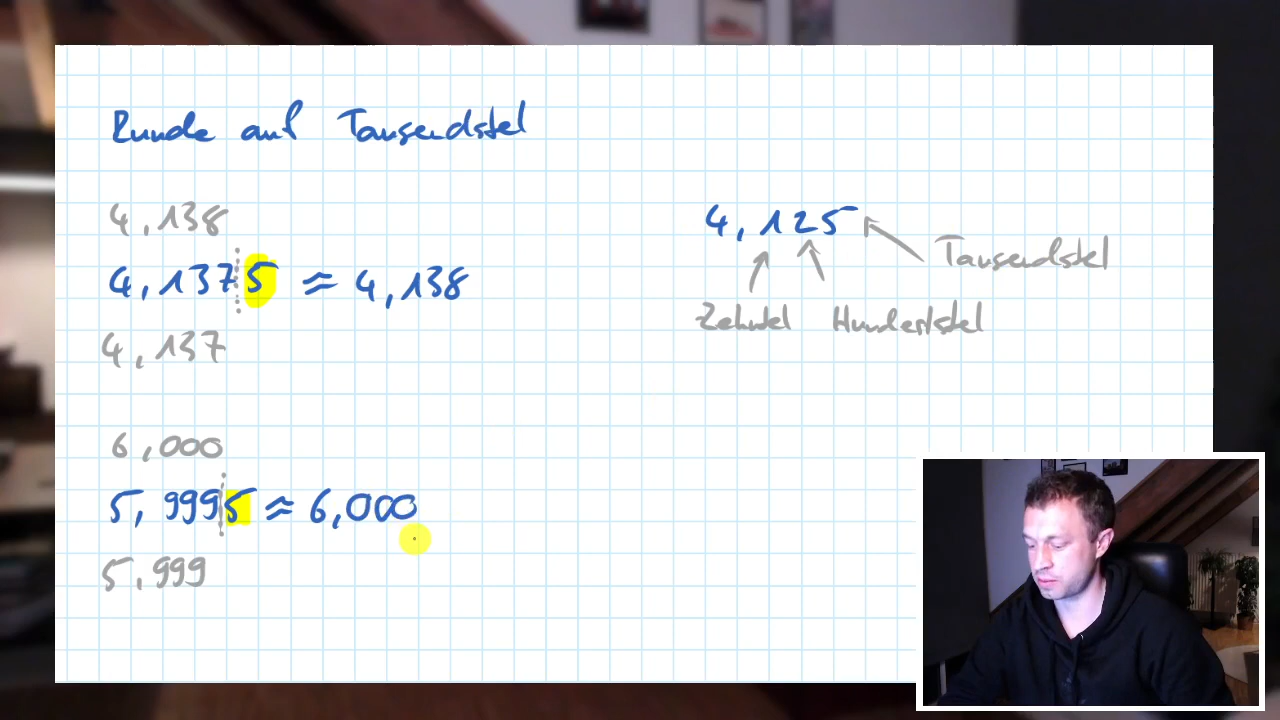 Runde auf Tausendstel
4,138
4,1375 ≈ 4,138
4,137
6,000
5,9995 ≈ 6,000
5,999
4,125
Tausendstel
Zehntel Hundertstel